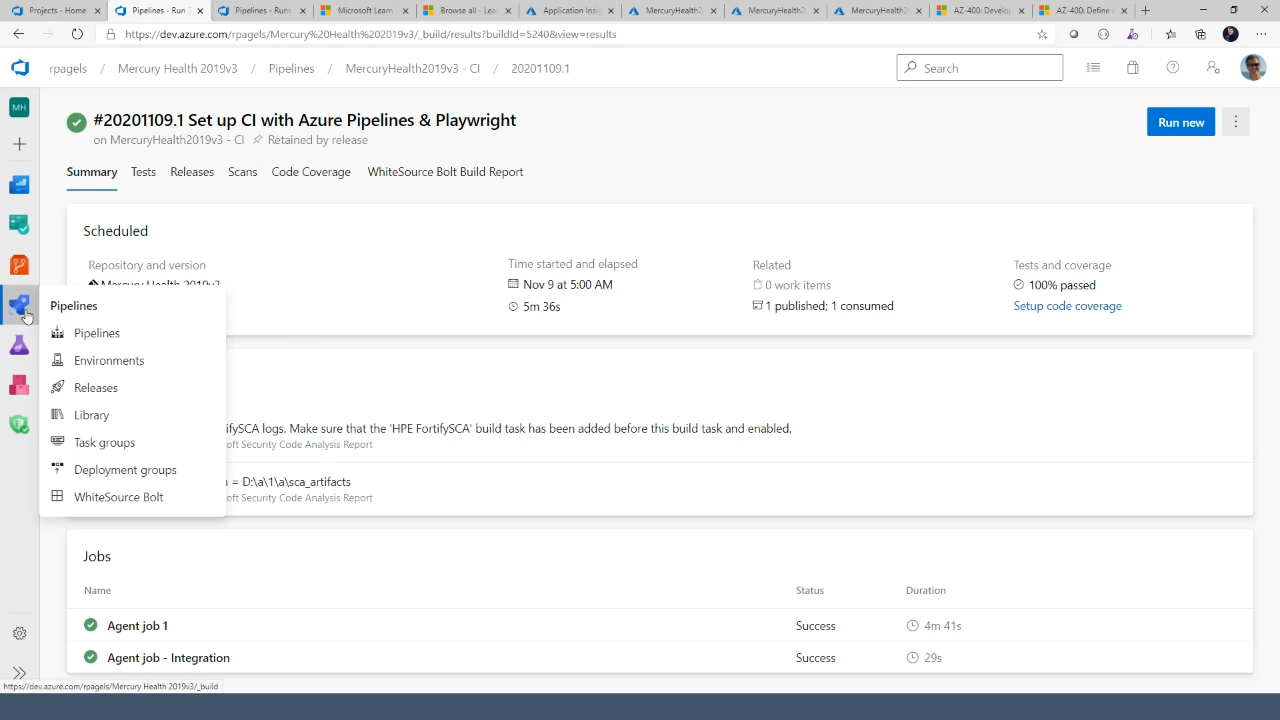 Projects - Home
Pipelines - Run 2
Pipelines - Runs
Microsoft Learn
Browse all - Lea
Application Insig
MercuryHealth2
MercuryHealth2
MercuryHealth2
AZ-400: Develop
AZ-400: Define a
https://dev.azure.com/rpagels/Mercury%20Health%202019v3/_build/results?buildId=5240&view=results
rpagels / Mercury Health 2019v3 / Pipelines / MercuryHealth2019v3 - CI / 20201109.1
Search
MH
#20201109.1 Set up CI with Azure Pipelines & Playwright
on MercuryHealth2019v3 - CI Retained by release
Run new
Summary Tests Releases Scans Code Coverage WhiteSource Bolt Build Report
Scheduled
Repository and version
Mercury Health 2019v3
Time started and elapsed
Nov 9 at 5:00 AM
5m 36s
Related
0 work items
1 published; 1 consumed
Tests and coverage
100% passed
Setup code coverage
Pipelines
Pipelines
Environments
Releases
Library
Task groups
Deployment groups
WhiteSource Bolt
ifySCA logs. Make sure that the 'HPE FortifySCA' build task has been added before this build task and enabled.
oft Security Code Analysis Report
= D:\a\1\a\sca_artifacts
oft Security Code Analysis Report
Jobs
Name Status Duration
Agent job 1 Success 4m 41s
Agent job - Integration Success 29s
https://dev.azure.com/rpagels/Mercury Health 2019v3/_build